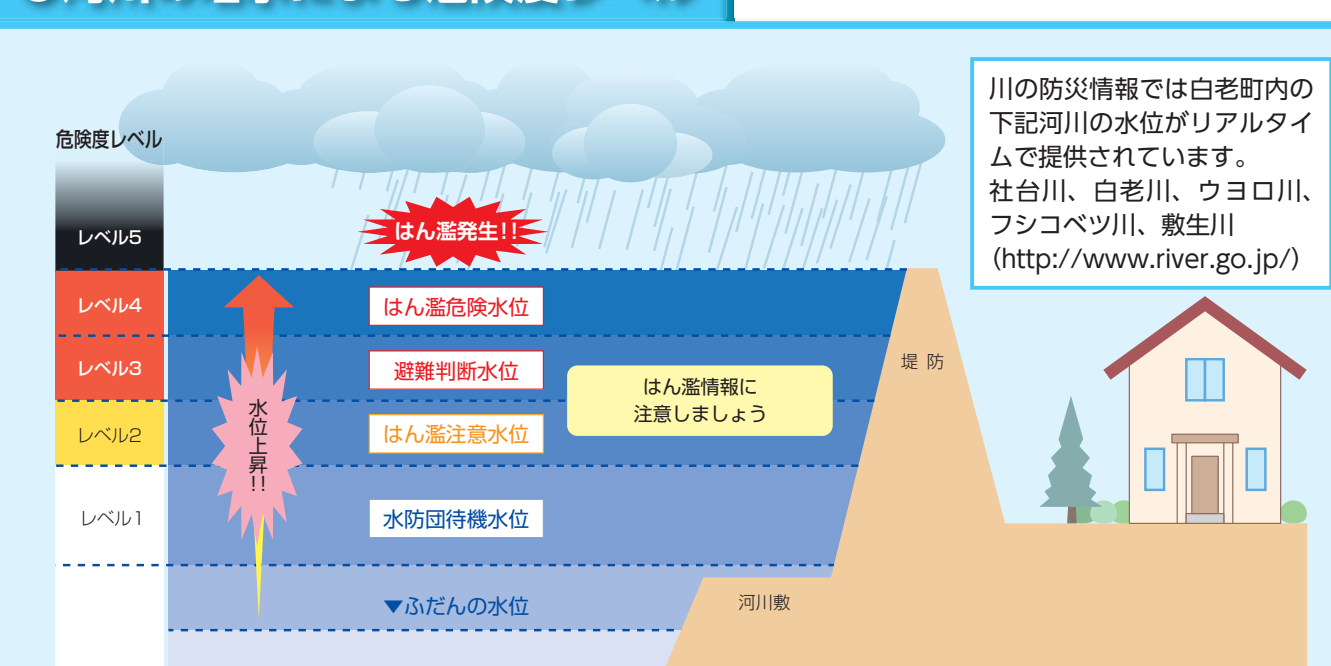 危険度レベル
川の防災情報では白老町内の
下記河川の水位がリアルタイ
ムで提供されています。
社台川、白老川、ウヨロ川、
フシコベツ川、敷生川
(http://www.river.go.jp/)
レベル5
はん濫発生!!
レベル4
はん濫危険水位
レベル3
避難判断水位
堤 防
はん濫情報に
注意しましょう
水位上昇!!
レベル2
はん濫注意水位
レベル1
水防団待機水位
▼ふだんの水位
河川敷